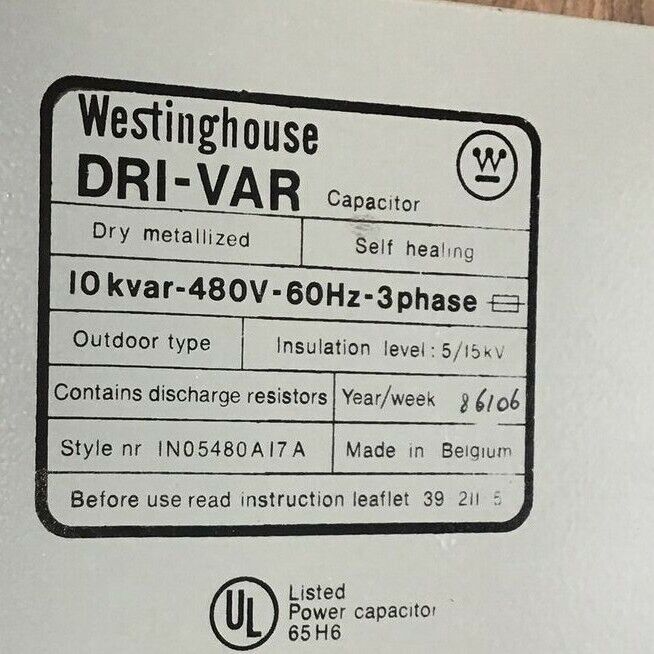 Westinghouse
W
DRI-VAR Capacitor
Dry metallized Self healing
10 kvar-480V-60Hz-3phase
Outdoor type Insulation level: 5/15kV
Contains discharge resistors Year/week 86/06
Style nr IN05480A17A Made in Belgium
Before use read instruction leaflet 39 211 5
UL Listed
Power capacitor
65H6